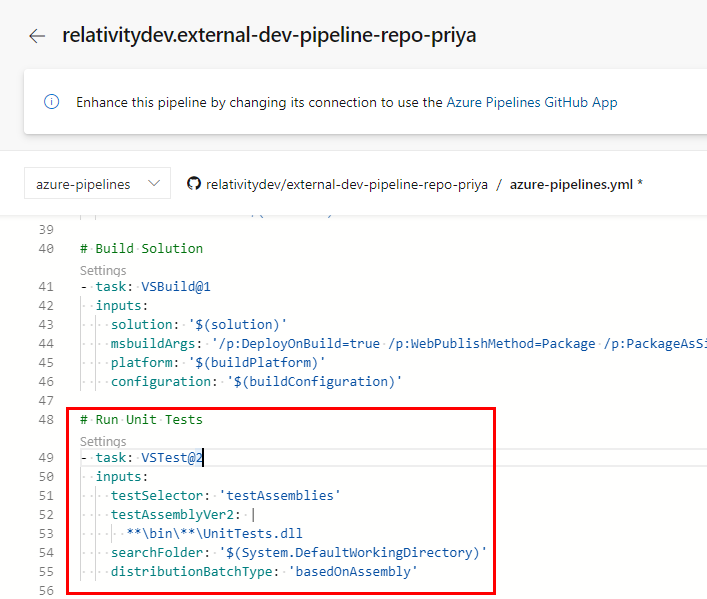 relativitydev.external-dev-pipeline-repo-priya
Enhance this pipeline by changing its connection to use the Azure Pipelines GitHub App
azure-pipelines relativitydev/external-dev-pipeline-repo-priya / azure-pipelines.yml *
39
40 # Build Solution
Settings
41 - task: VSBuild@1
42 inputs:
43 solution: '$(solution)'
44 msbuildArgs: '/p:DeployOnBuild=true /p:WebPublishMethod=Package /p:PackageAsSi
45 platform: '$(buildPlatform)'
46 configuration: '$(buildConfiguration)'
47
48 # Run Unit Tests
Settings
49 - task: VSTest@2
50 inputs:
51 testSelector: 'testAssemblies'
52 testAssemblyVer2: |
53 **\bin\**\UnitTests.dll
54 searchFolder: '$(System.DefaultWorkingDirectory)'
55 distributionBatchType: 'basedOnAssembly'
56